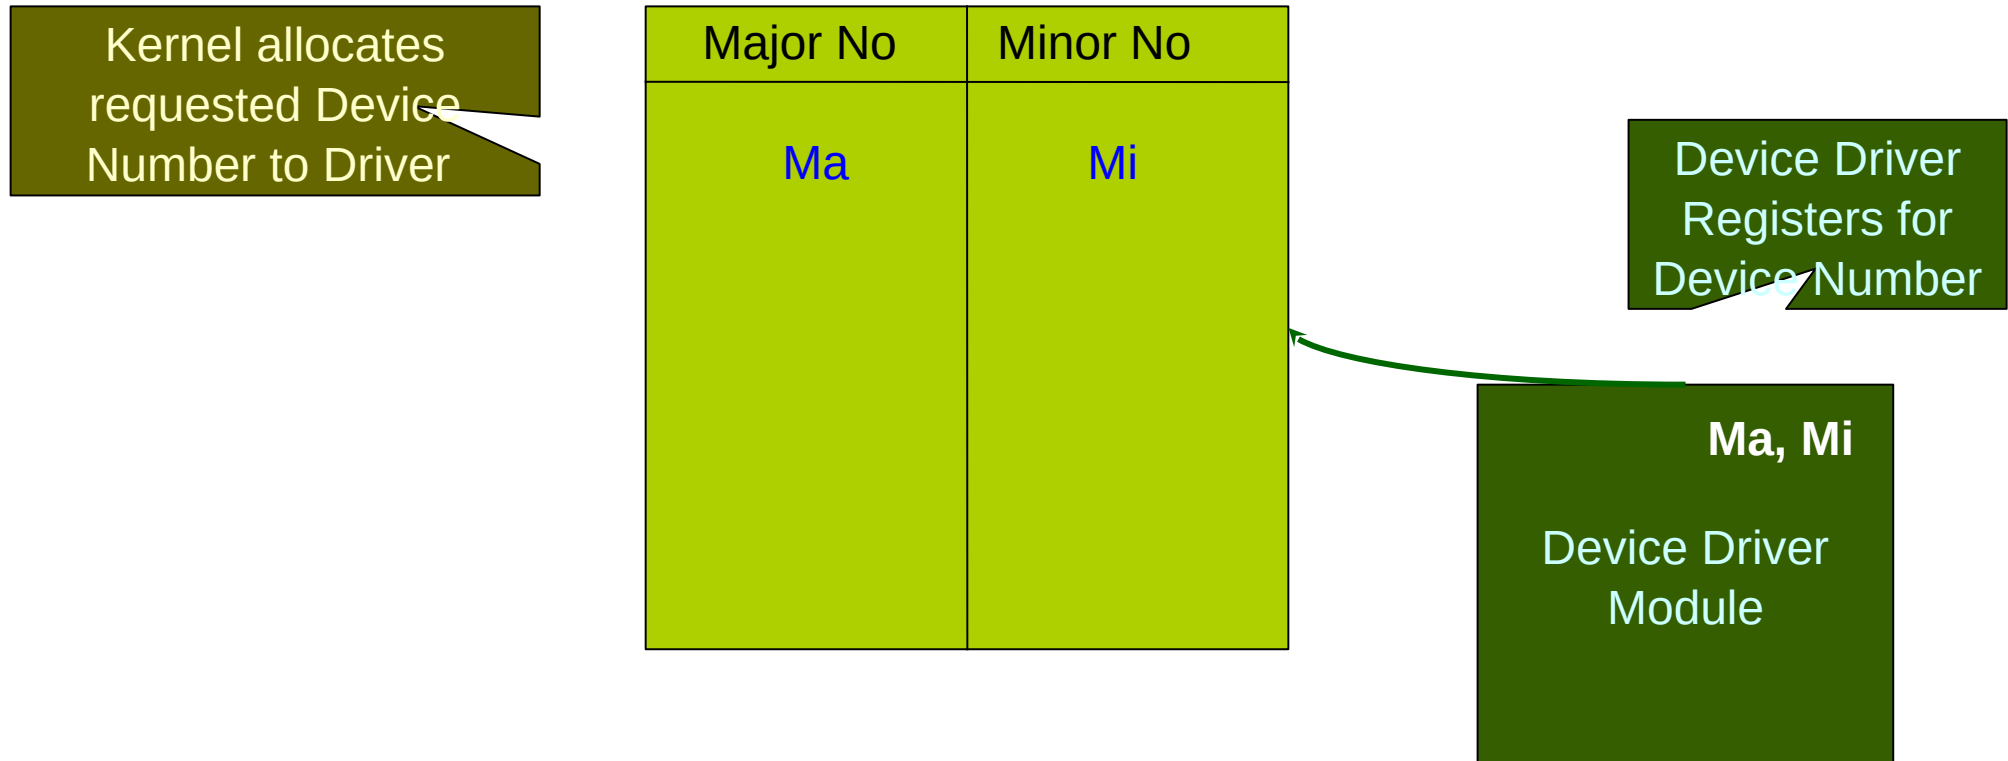 Kernel allocates
requested Device
Number to Driver
Major No
Minor No
Ma
Mi
Device Driver
Registers for
Device Number
Ma, Mi
Device Driver
Module